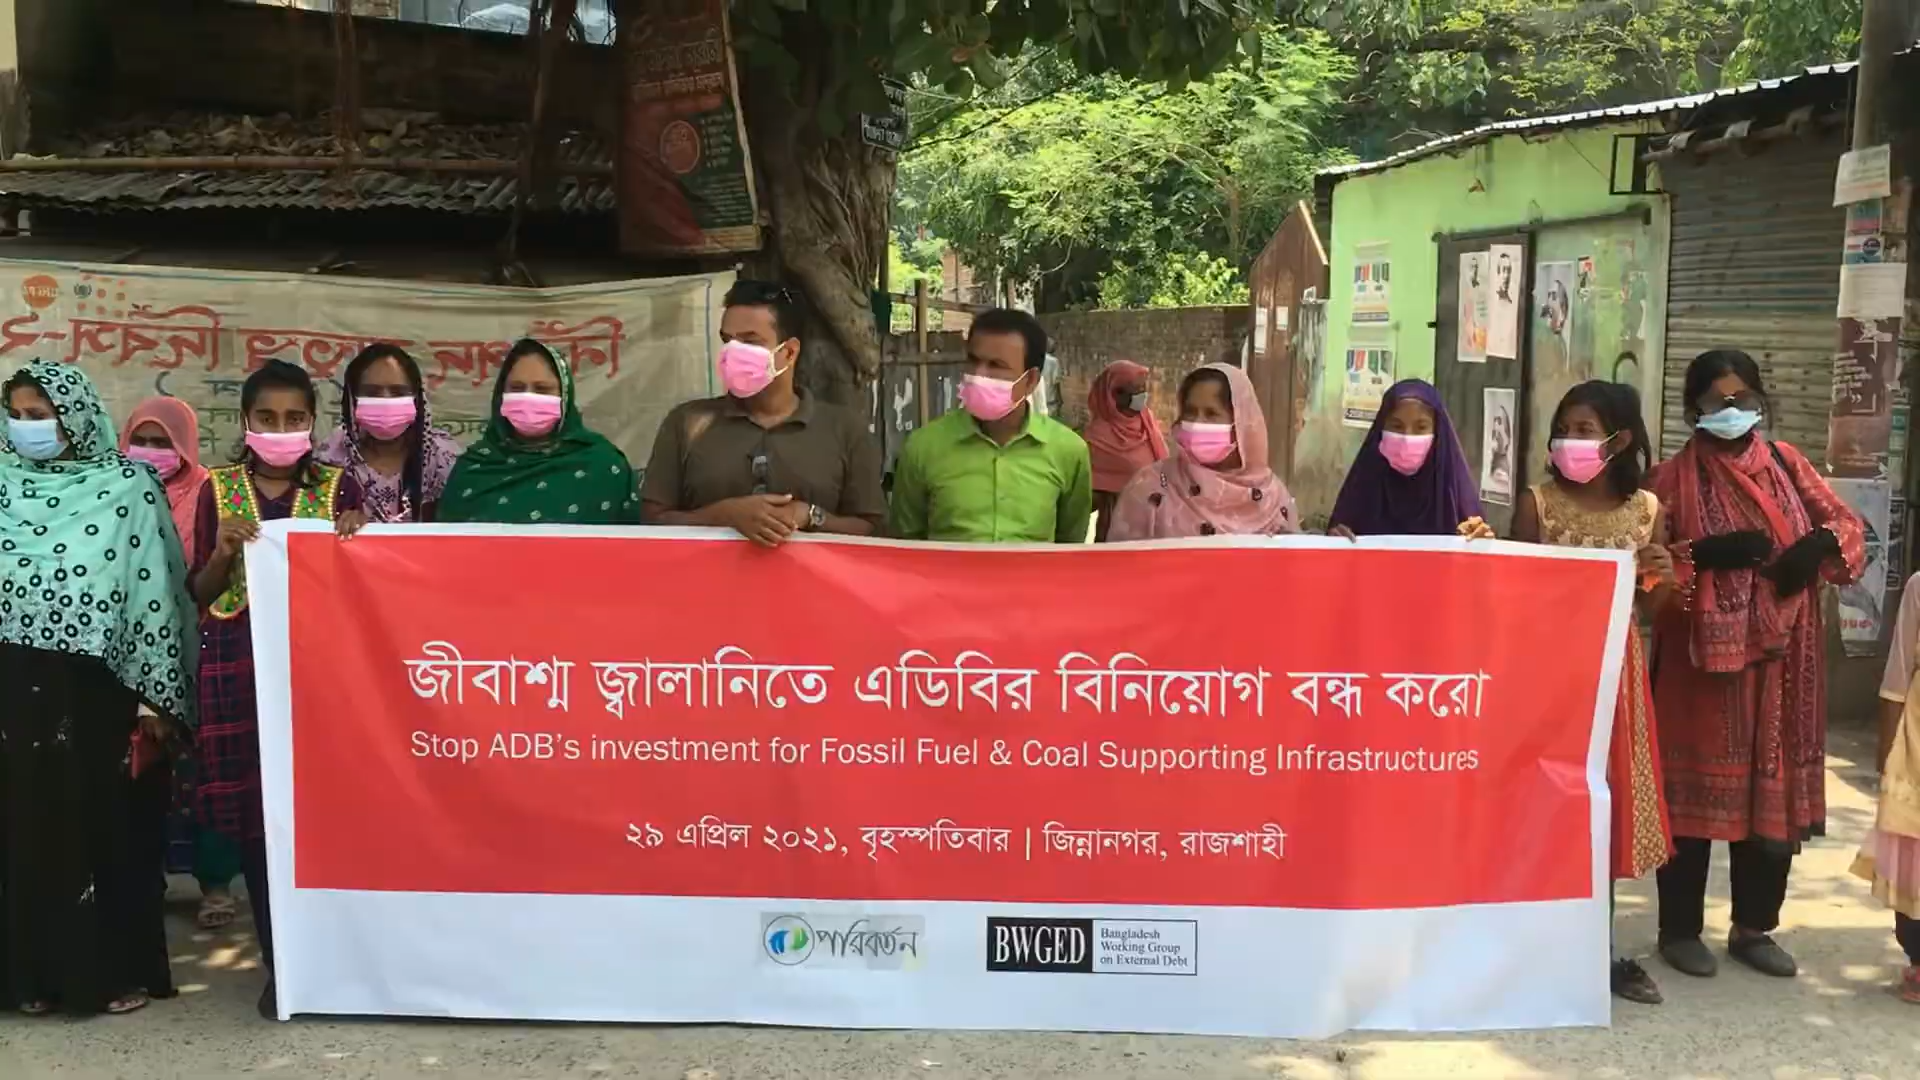 জীবাশ্ম জ্বালানিতে এডিবির বিনিয়োগ বন্ধ করো
Stop ADB's investment for Fossil Fuel & Coal Supporting Infrastructures
২৯ এপ্রিল ২০২১, বৃহস্পতিবার | জিন্নানগর, রাজশাহী
পরিবর্তন
BWGED
Bangladesh
Working Group
on External Debt